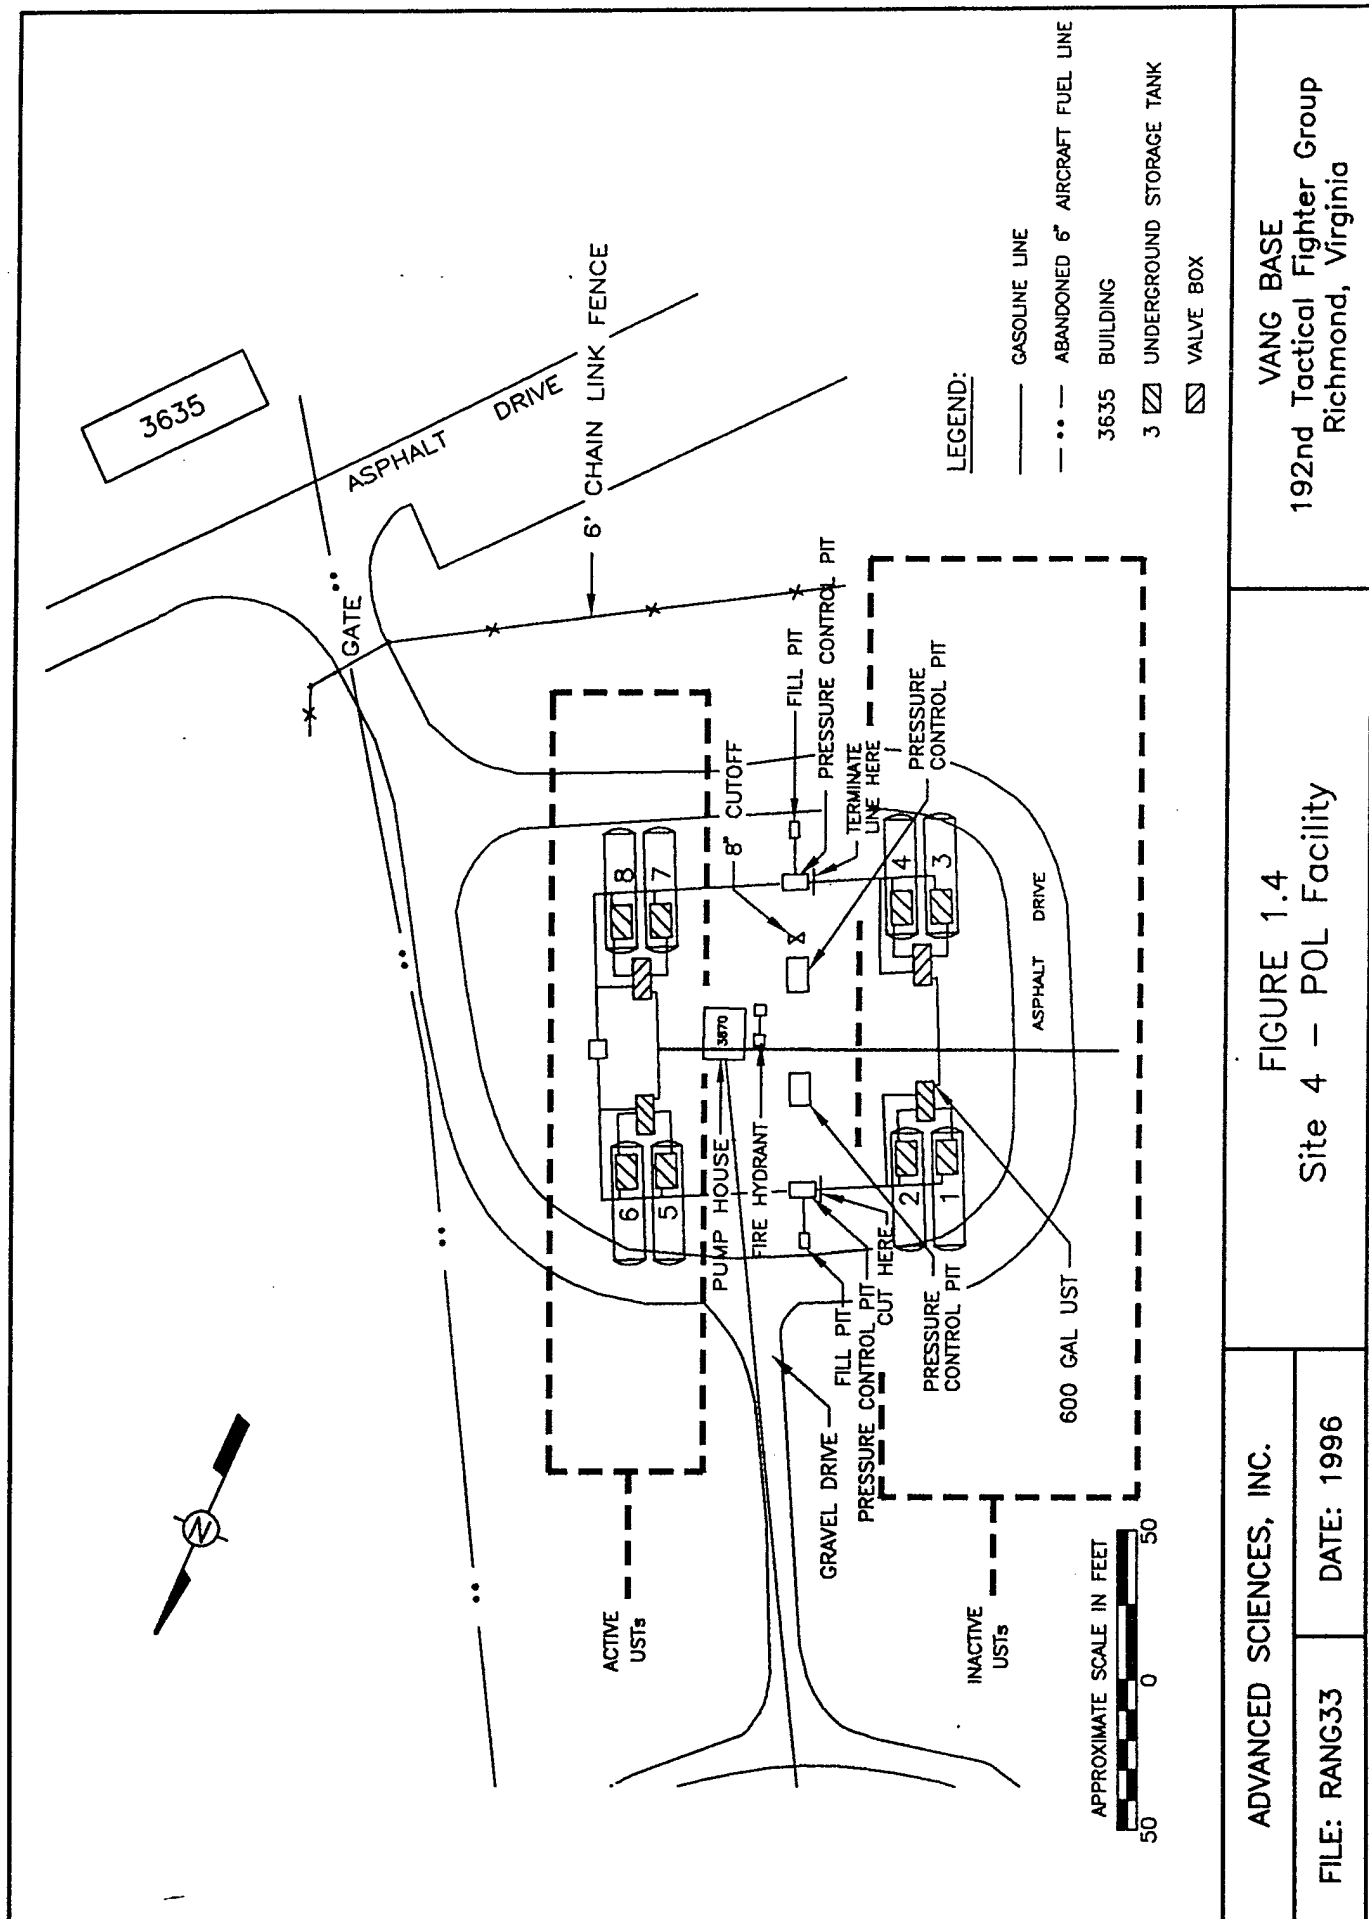 3635
ASPHALT DRIVE
6' CHAIN LINK FENCE
GATE
8
7
6
5
8" CUTOFF
FILL PIT
PRESSURE CONTROL PIT
TERMINATE
LINE HERE
PRESSURE
CONTROL PIT
4
3
3870
PUMP HOUSE
FIRE HYDRANT
2
1
ASPHALT DRIVE
FILL PIT
PRESSURE CONTROL PIT
CUT HERE
PRESSURE
CONTROL PIT
600 GAL UST
GRAVEL DRIVE
ACTIVE
USTs
INACTIVE
USTs
N
LEGEND:
GASOLINE LINE
ABANDONED 6" AIRCRAFT FUEL LINE
3635 BUILDING
3 UNDERGROUND STORAGE TANK
VALVE BOX
APPROXIMATE SCALE IN FEET
50 0 50
ADVANCED SCIENCES, INC.
FILE: RANG33
DATE: 1996
FIGURE 1.4
Site 4 – POL Facility
VANG BASE
192nd Tactical Fighter Group
Richmond, Virginia